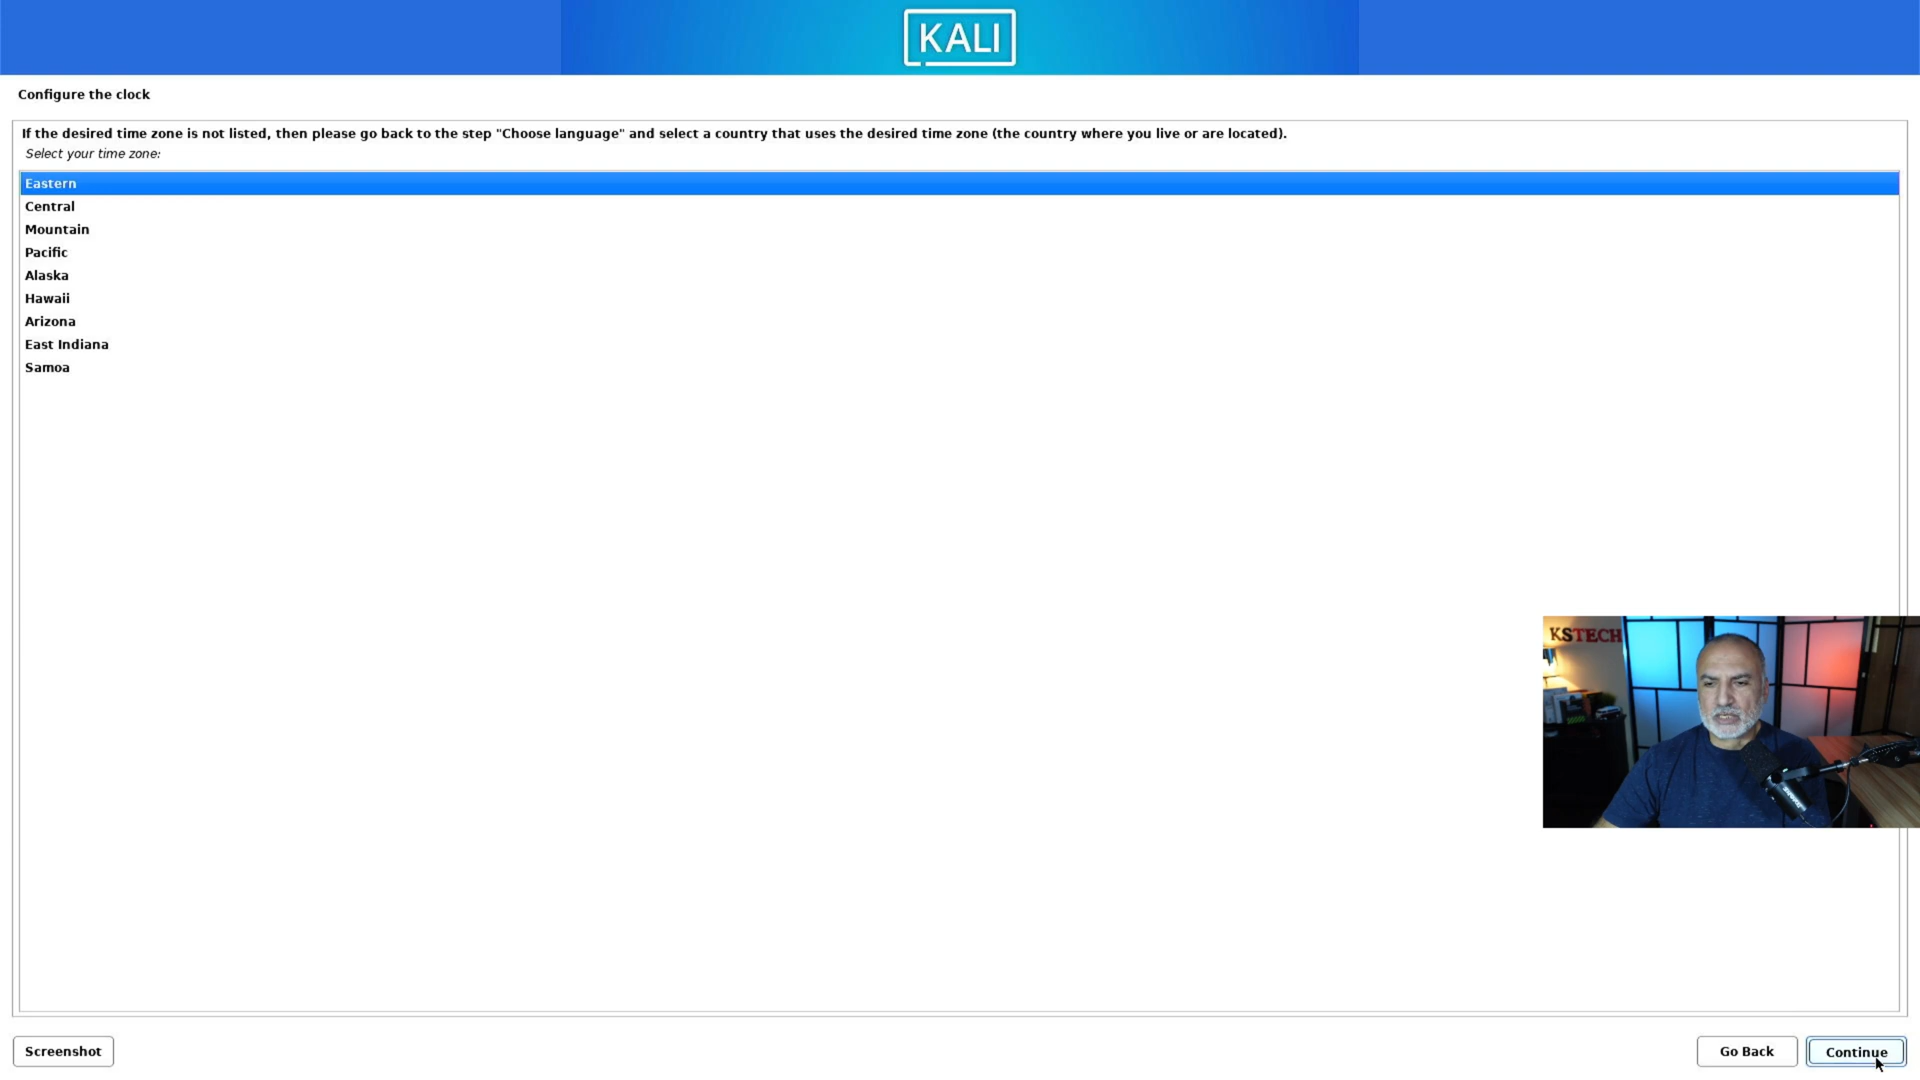 KALI
Configure the clock
If the desired time zone is not listed, then please go back to the step "Choose language" and select a country that uses the desired time zone (the country where you live or are located).
Select your time zone:
Eastern
Central
Mountain
Pacific
Alaska
Hawaii
Arizona
East Indiana
Samoa
KSTECH
Screenshot
Go Back
Continue